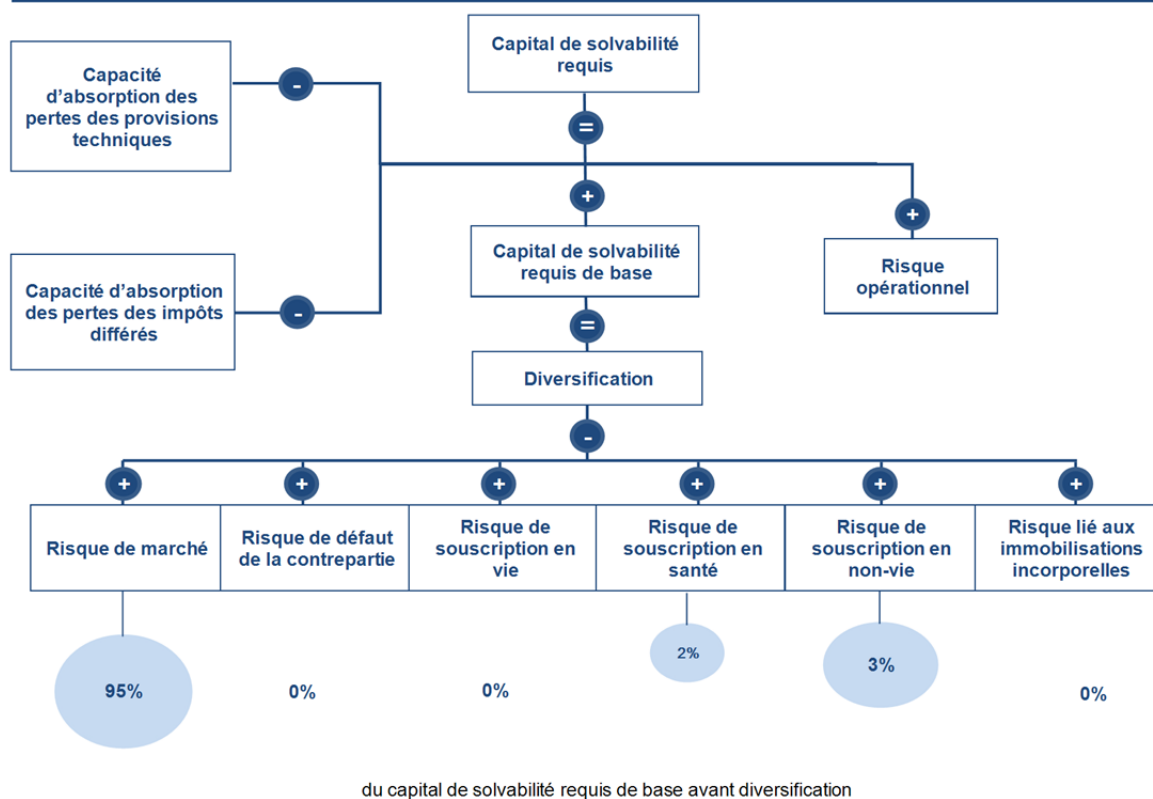 Capital de solvabilité
requis
Capacité
d'absorption des
pertes des provisions
techniques
-
=
+
+
Capital de solvabilité
requis de base
Risque
opérationnel
Capacité d'absorption
des pertes des impôts
différés
-
=
Diversification
-
+
+
+
+
+
+
Risque de marché
Risque de défaut
de la contrepartie
Risque de
souscription en
vie
Risque de
souscription en
santé
Risque de
souscription en
non-vie
Risque lié aux
immobilisations
incorporelles
95%
0%
0%
2%
3%
0%
du capital de solvabilité requis de base avant diversification